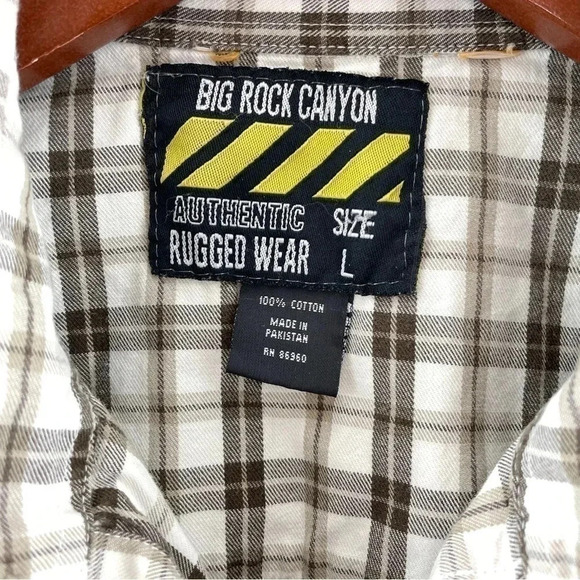 BIG ROCK CANYON
AUTHENTIC SIZE
RUGGED WEAR L
100% COTTON
MADE IN
PAKISTAN
RN 86960